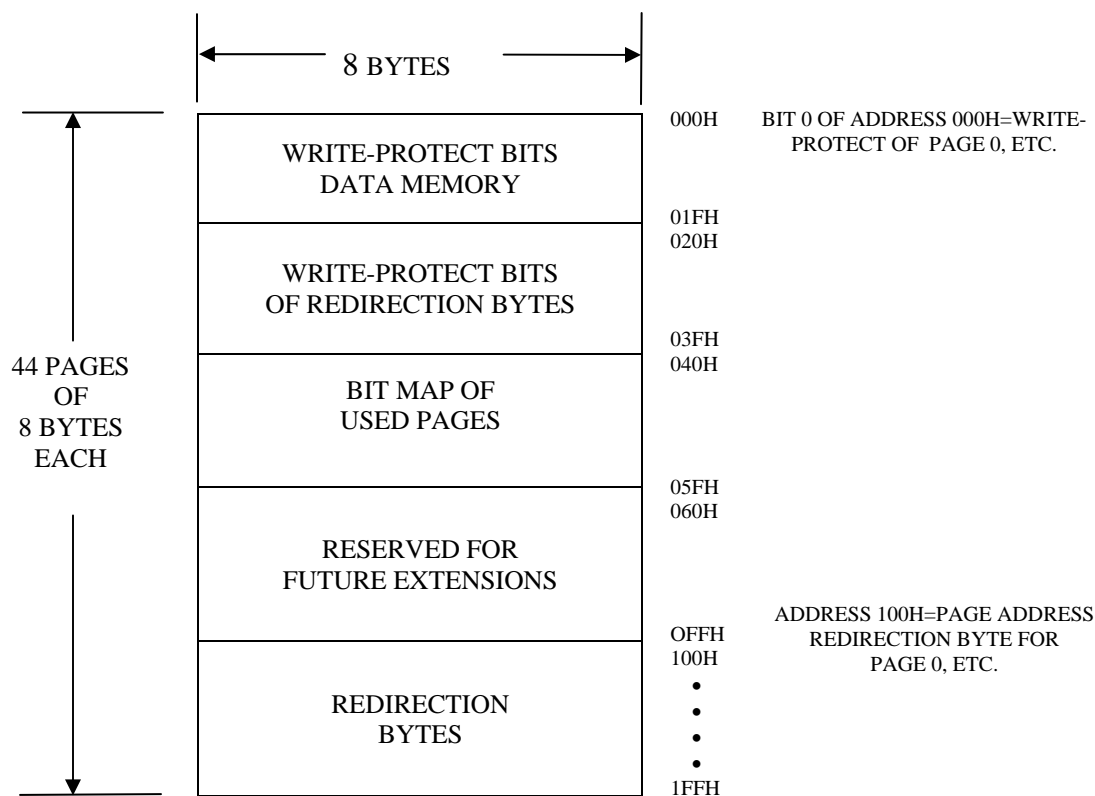 8 BYTES
000H
BIT 0 OF ADDRESS 000H=WRITE-
PROTECT OF PAGE 0, ETC.
WRITE-PROTECT BITS
DATA MEMORY
01FH
020H
WRITE-PROTECT BITS
OF REDIRECTION BYTES
03FH
040H
44 PAGES
OF
8 BYTES
EACH
BIT MAP OF
USED PAGES
05FH
060H
RESERVED FOR
FUTURE EXTENSIONS
OFFH
100H
ADDRESS 100H=PAGE ADDRESS
REDIRECTION BYTE FOR
PAGE 0, ETC.
REDIRECTION
BYTES
1FFH